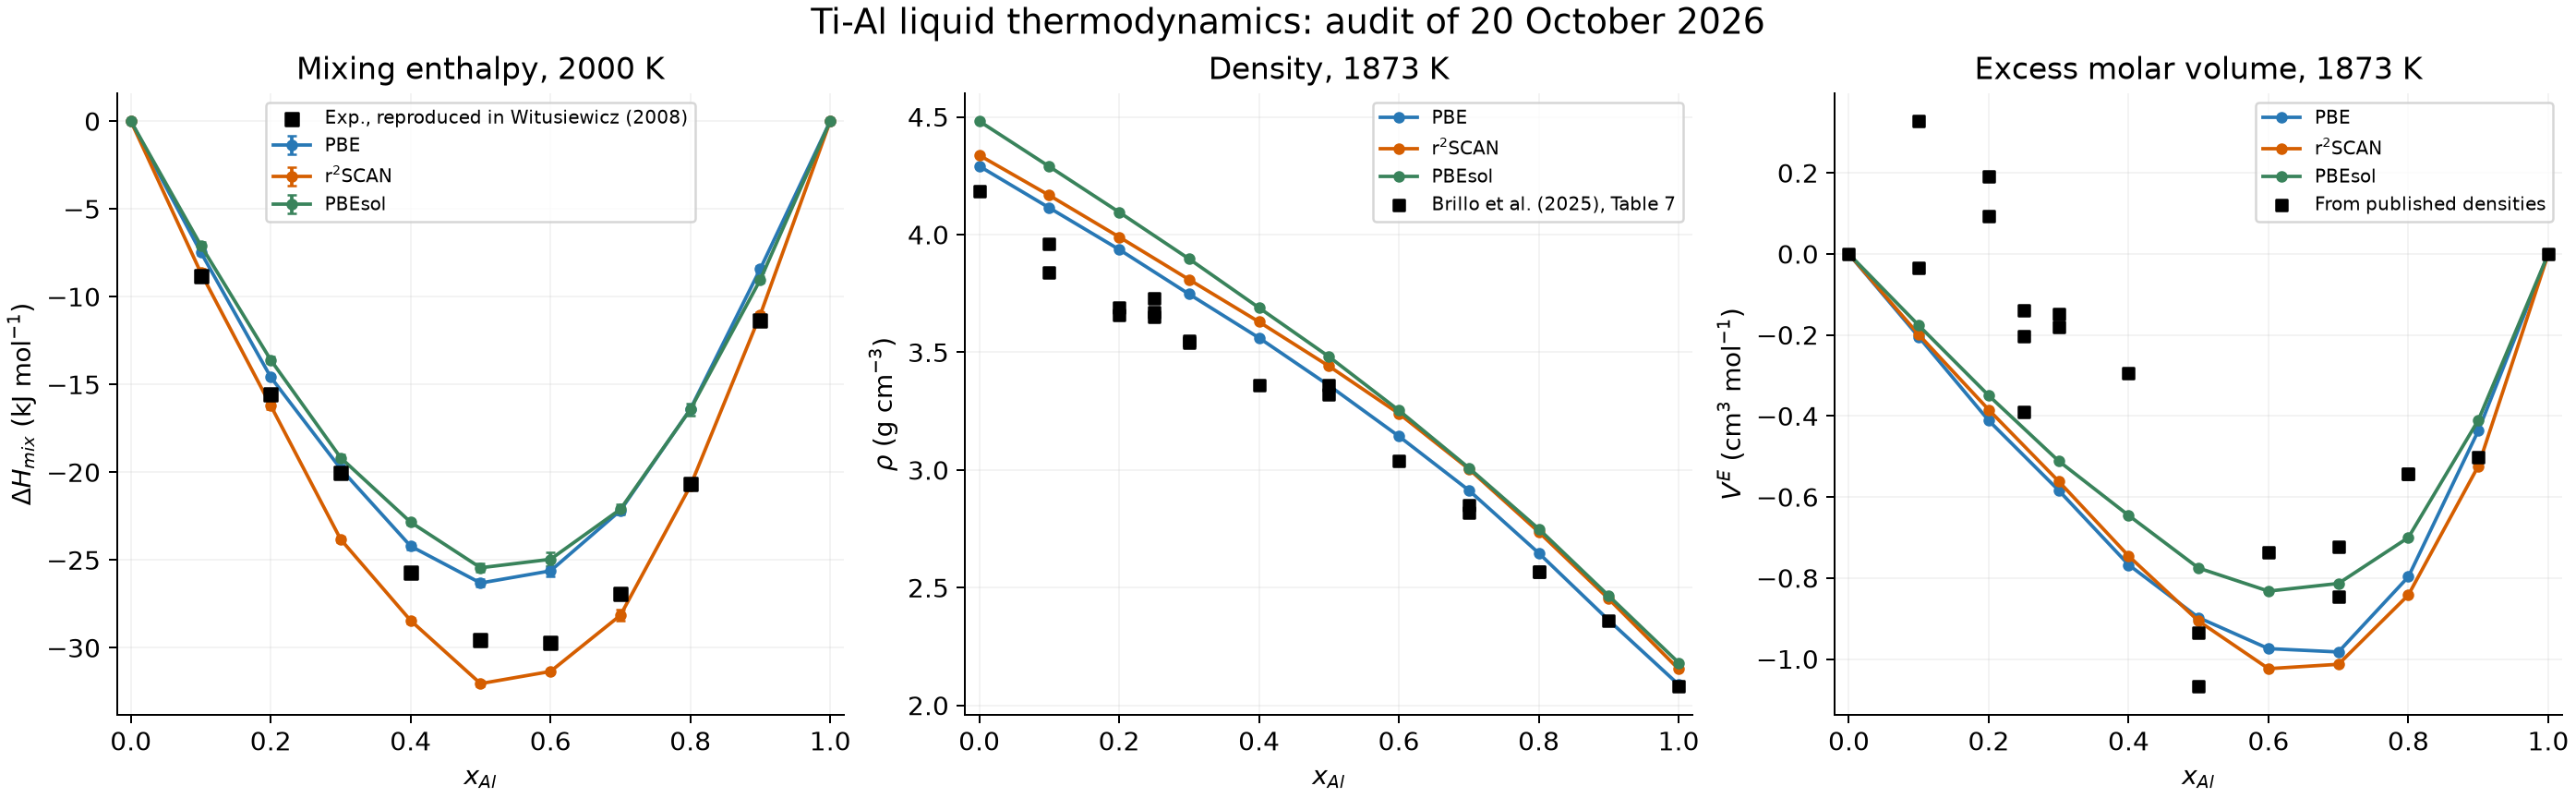 Ti-Al liquid thermodynamics: audit of 20 October 2026
Mixing enthalpy, 2000 K
Exp., reproduced in Witusiewicz (2008)
PBE
r²SCAN
PBEsol
0
−5
−10
−15
−20
−25
−30
ΔH_mix (kJ mol⁻¹)
0.0 0.2 0.4 0.6 0.8 1.0
x_Al
Density, 1873 K
PBE
r²SCAN
PBEsol
Brillo et al. (2025), Table 7
4.5
4.0
3.5
3.0
2.5
2.0
ρ (g cm⁻³)
0.0 0.2 0.4 0.6 0.8 1.0
x_Al
Excess molar volume, 1873 K
PBE
r²SCAN
PBEsol
From published densities
0.2
0.0
−0.2
−0.4
−0.6
−0.8
−1.0
V^E (cm³ mol⁻¹)
0.0 0.2 0.4 0.6 0.8 1.0
x_Al